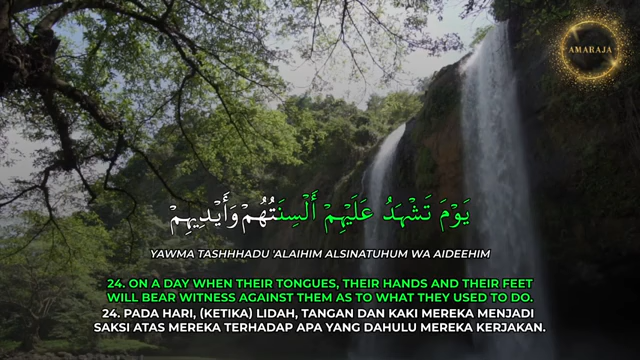 AMARAJA
يَوْمَ تَشْهَدُ عَلَيْهِمْ أَلْسِنَتُهُمْ وَأَيْدِيهِمْ
YAWMA TASHHHADU 'ALAIHIM ALSINATUHUM WA AIDEEHIM
24. ON A DAY WHEN THEIR TONGUES, THEIR HANDS AND THEIR FEET
WILL BEAR WITNESS AGAINST THEM AS TO WHAT THEY USED TO DO.
24. PADA HARI, (KETIKA) LIDAH, TANGAN DAN KAKI MEREKA MENJADI
SAKSI ATAS MEREKA TERHADAP APA YANG DAHULU MEREKA KERJAKAN.